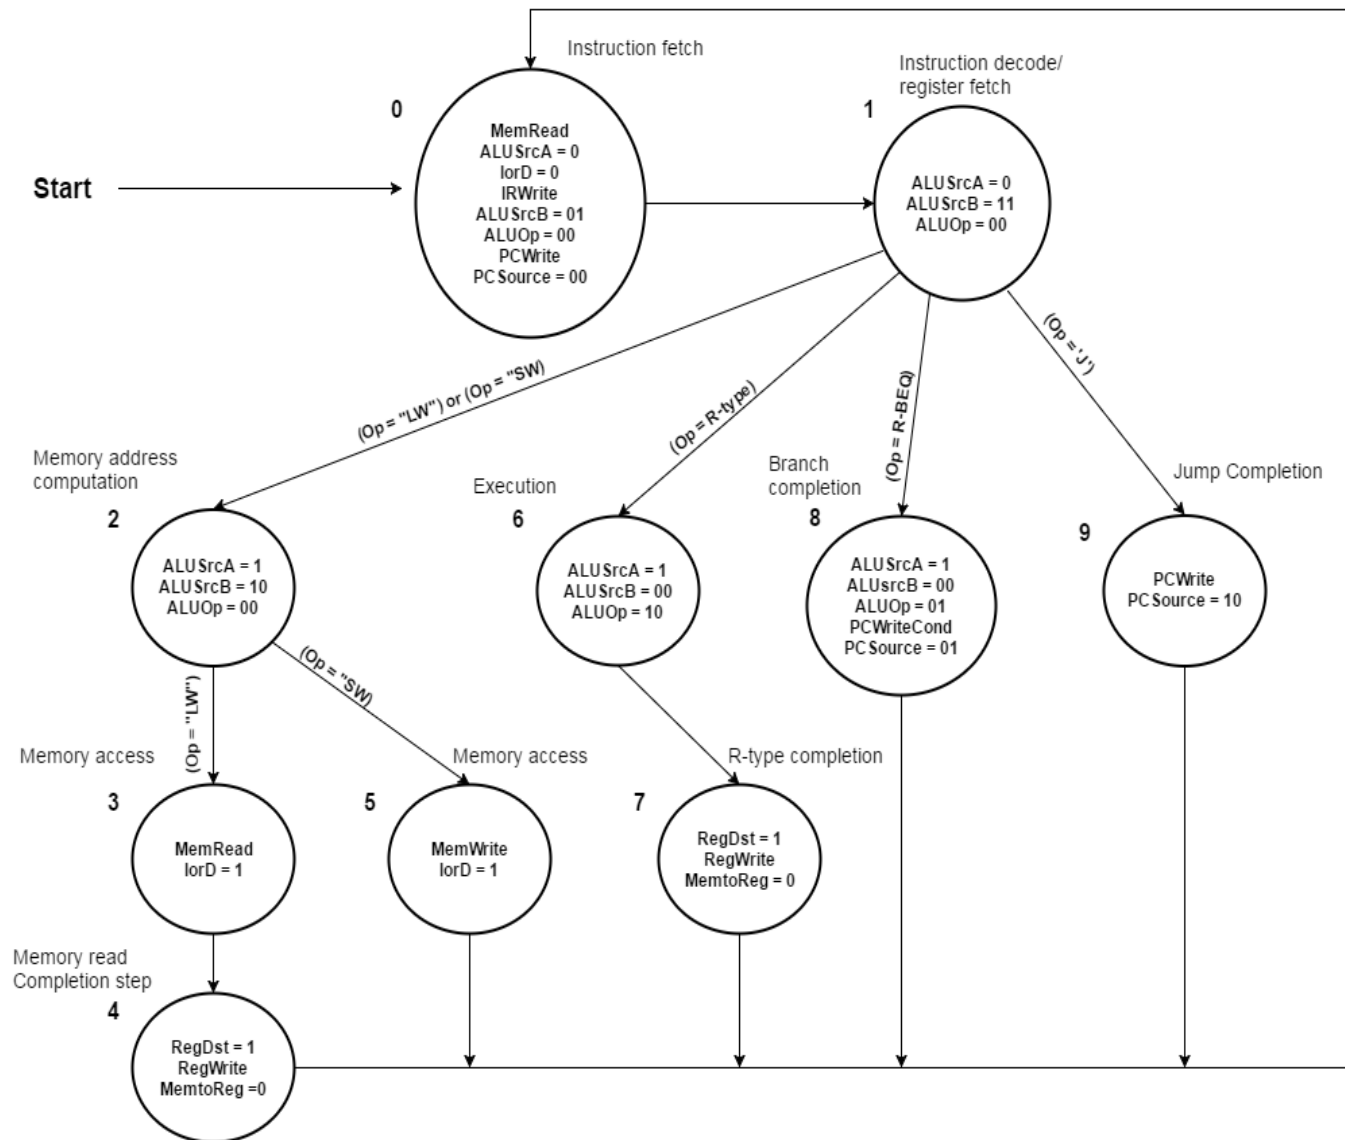 Instruction fetch
Instruction decode/
register fetch
0
1
MemRead
ALUSrcA = 0
IorD = 0
IRWrite
ALUSrcB = 01
ALUOp = 00
PCWrite
PCSource = 00
ALUSrcA = 0
ALUSrcB = 11
ALUOp = 00
Start
(Op = "LW") or (Op = "SW)
(Op = R-type)
(Op = R-BEQ)
(Op ='J')
Memory address
computation
2
Execution
6
Branch
completion
8
Jump Completion
9
ALUSrcA = 1
ALUSrcB = 10
ALUOp = 00
ALUSrcA = 1
ALUSrcB = 00
ALUOp = 10
ALUSrcA = 1
ALUsrcB = 00
ALUOp = 01
PCWriteCond
PCSource = 01
PCWrite
PCSource = 10
(Op = "LW")
(Op = "SW)
Memory access
3
Memory access
5
R-type completion
7
MemRead
IorD = 1
MemWrite
IorD = 1
RegDst = 1
RegWrite
MemtoReg = 0
Memory read
Completion step
4
RegDst = 1
RegWrite
MemtoReg =0